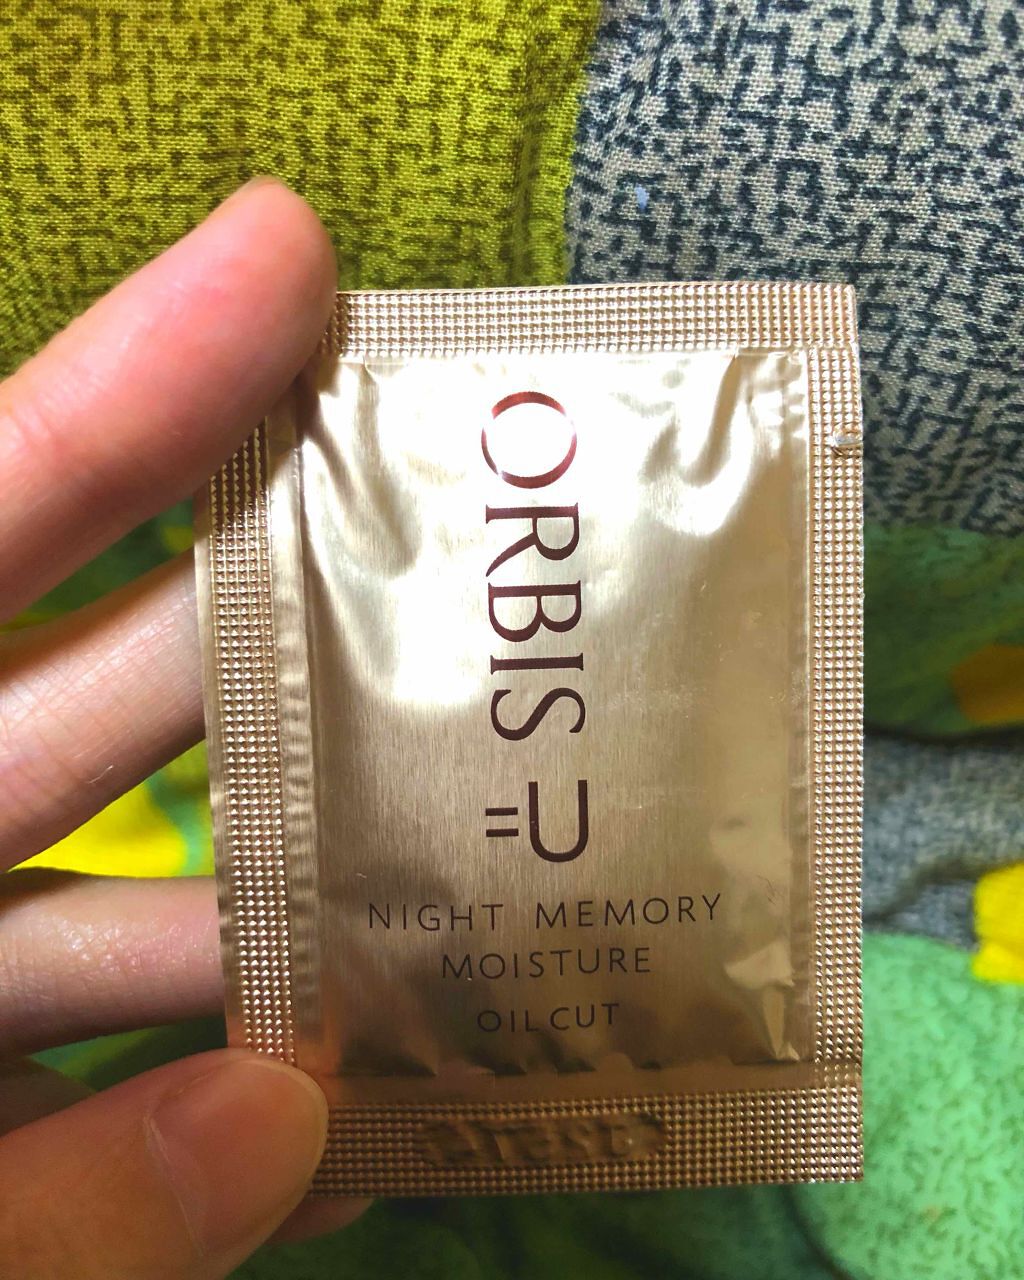 ORBIS
U
NIGHT MEMORY
MOISTURE
OIL CUT